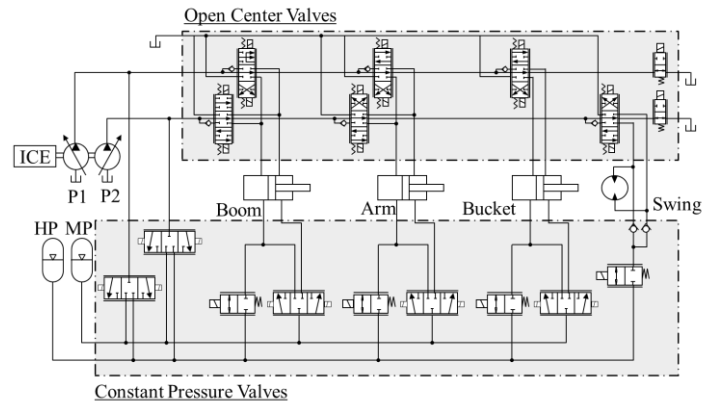 Open Center Valves
ICE
P1 P2
Boom Arm Bucket Swing
HP MP
Constant Pressure Valves